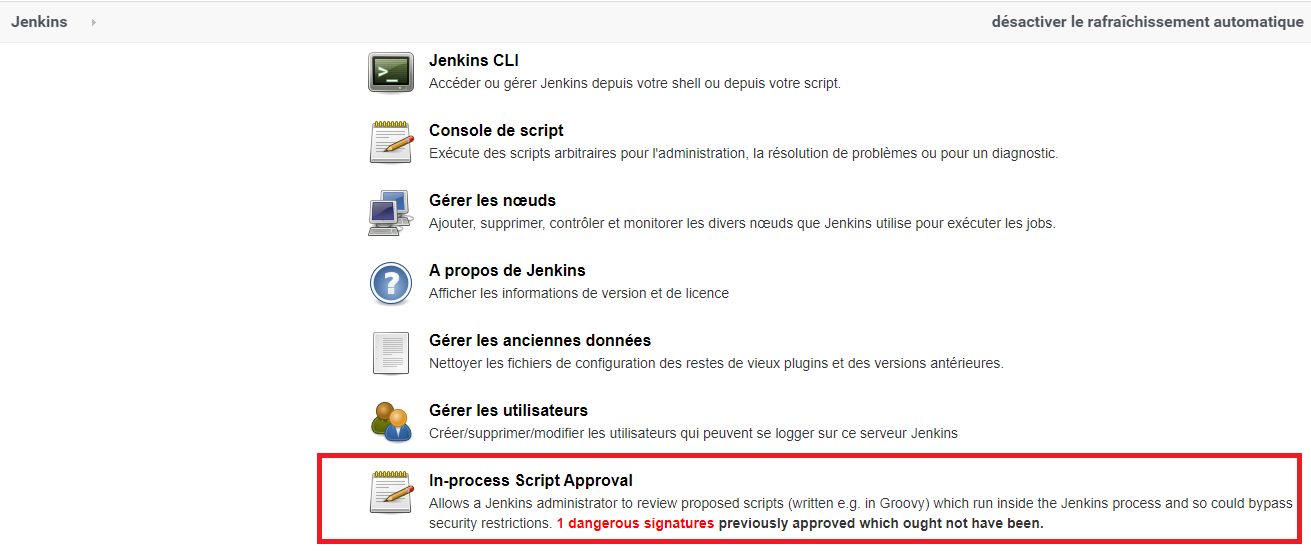 Jenkins
désactiver le rafraîchissement automatique
Jenkins CLI
Accéder ou gérer Jenkins depuis votre shell ou depuis votre script.
Console de script
Exécute des scripts arbitraires pour l'administration, la résolution de problèmes ou pour un diagnostic.
Gérer les nœuds
Ajouter, supprimer, contrôler et monitorer les divers nœuds que Jenkins utilise pour exécuter les jobs.
A propos de Jenkins
Afficher les informations de version et de licence
Gérer les anciennes données
Nettoyer les fichiers de configuration des restes de vieux plugins et des versions antérieures.
Gérer les utilisateurs
Créer/supprimer/modifier les utilisateurs qui peuvent se logger sur ce serveur Jenkins
In-process Script Approval
Allows a Jenkins administrator to review proposed scripts (written e.g. in Groovy) which run inside the Jenkins process and so could bypass
security restrictions. 1 dangerous signatures previously approved which ought not have been.